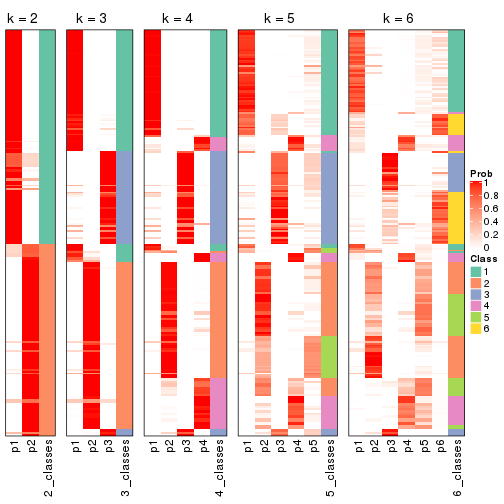 k = 2
k = 3
k = 4
k = 5
k = 6
Prob
1
0.8
0.6
0.4
0.2
0
Class
1
2
3
4
5
6
p1
p2
2_classes
p1
p2
p3
3_classes
p1
p2
p3
p4
4_classes
p1
p2
p3
p4
p5
5_classes
p1
p2
p3
p4
p5
p6
6_classes